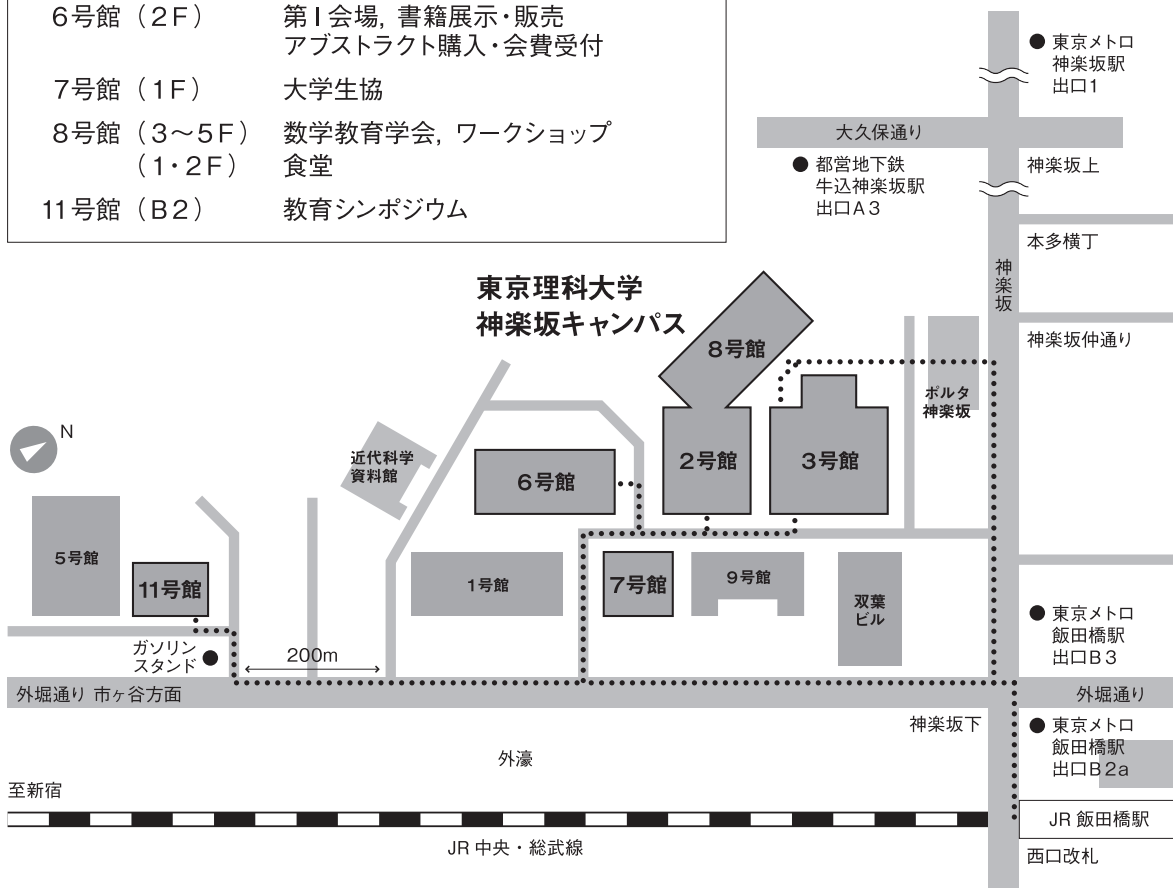 6号館（2F） 第Ⅰ会場, 書籍展示・販売
アブストラクト購入・会費受付
7号館（1F） 大学生協
8号館（3〜5F） 数学教育学会, ワークショップ
（1・2F） 食堂
11号館（B2） 教育シンポジウム
東京メトロ
神楽坂駅
出口1
大久保通り
都営地下鉄
牛込神楽坂駅
出口A3
神楽坂上
本多横丁
神楽坂
神楽坂仲通り
東京理科大学
神楽坂キャンパス
8号館
ポルタ
神楽坂
N
近代科学
資料館
6号館
2号館
3号館
5号館
11号館
1号館
7号館
9号館
双葉
ビル
ガソリン
スタンド
200m
東京メトロ
飯田橋駅
出口B3
外堀通り 市ヶ谷方面
外堀通り
神楽坂下
東京メトロ
飯田橋駅
出口B2a
外濠
至新宿
JR 飯田橋駅
JR 中央・総武線
西口改札